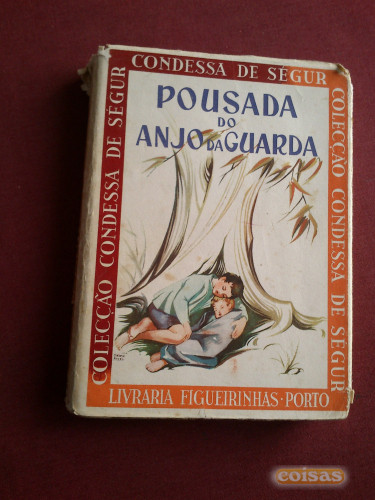 CONDESSA DE SÉGUR
POUSADA
DO
ANJO DA GUARDA
COLECÇÃO CONDESSA DE SÉGUR
COLECÇÃO CONDESSA DE SÉGUR
LIVRARIA FIGUEIRINHAS · PORTO
coisas